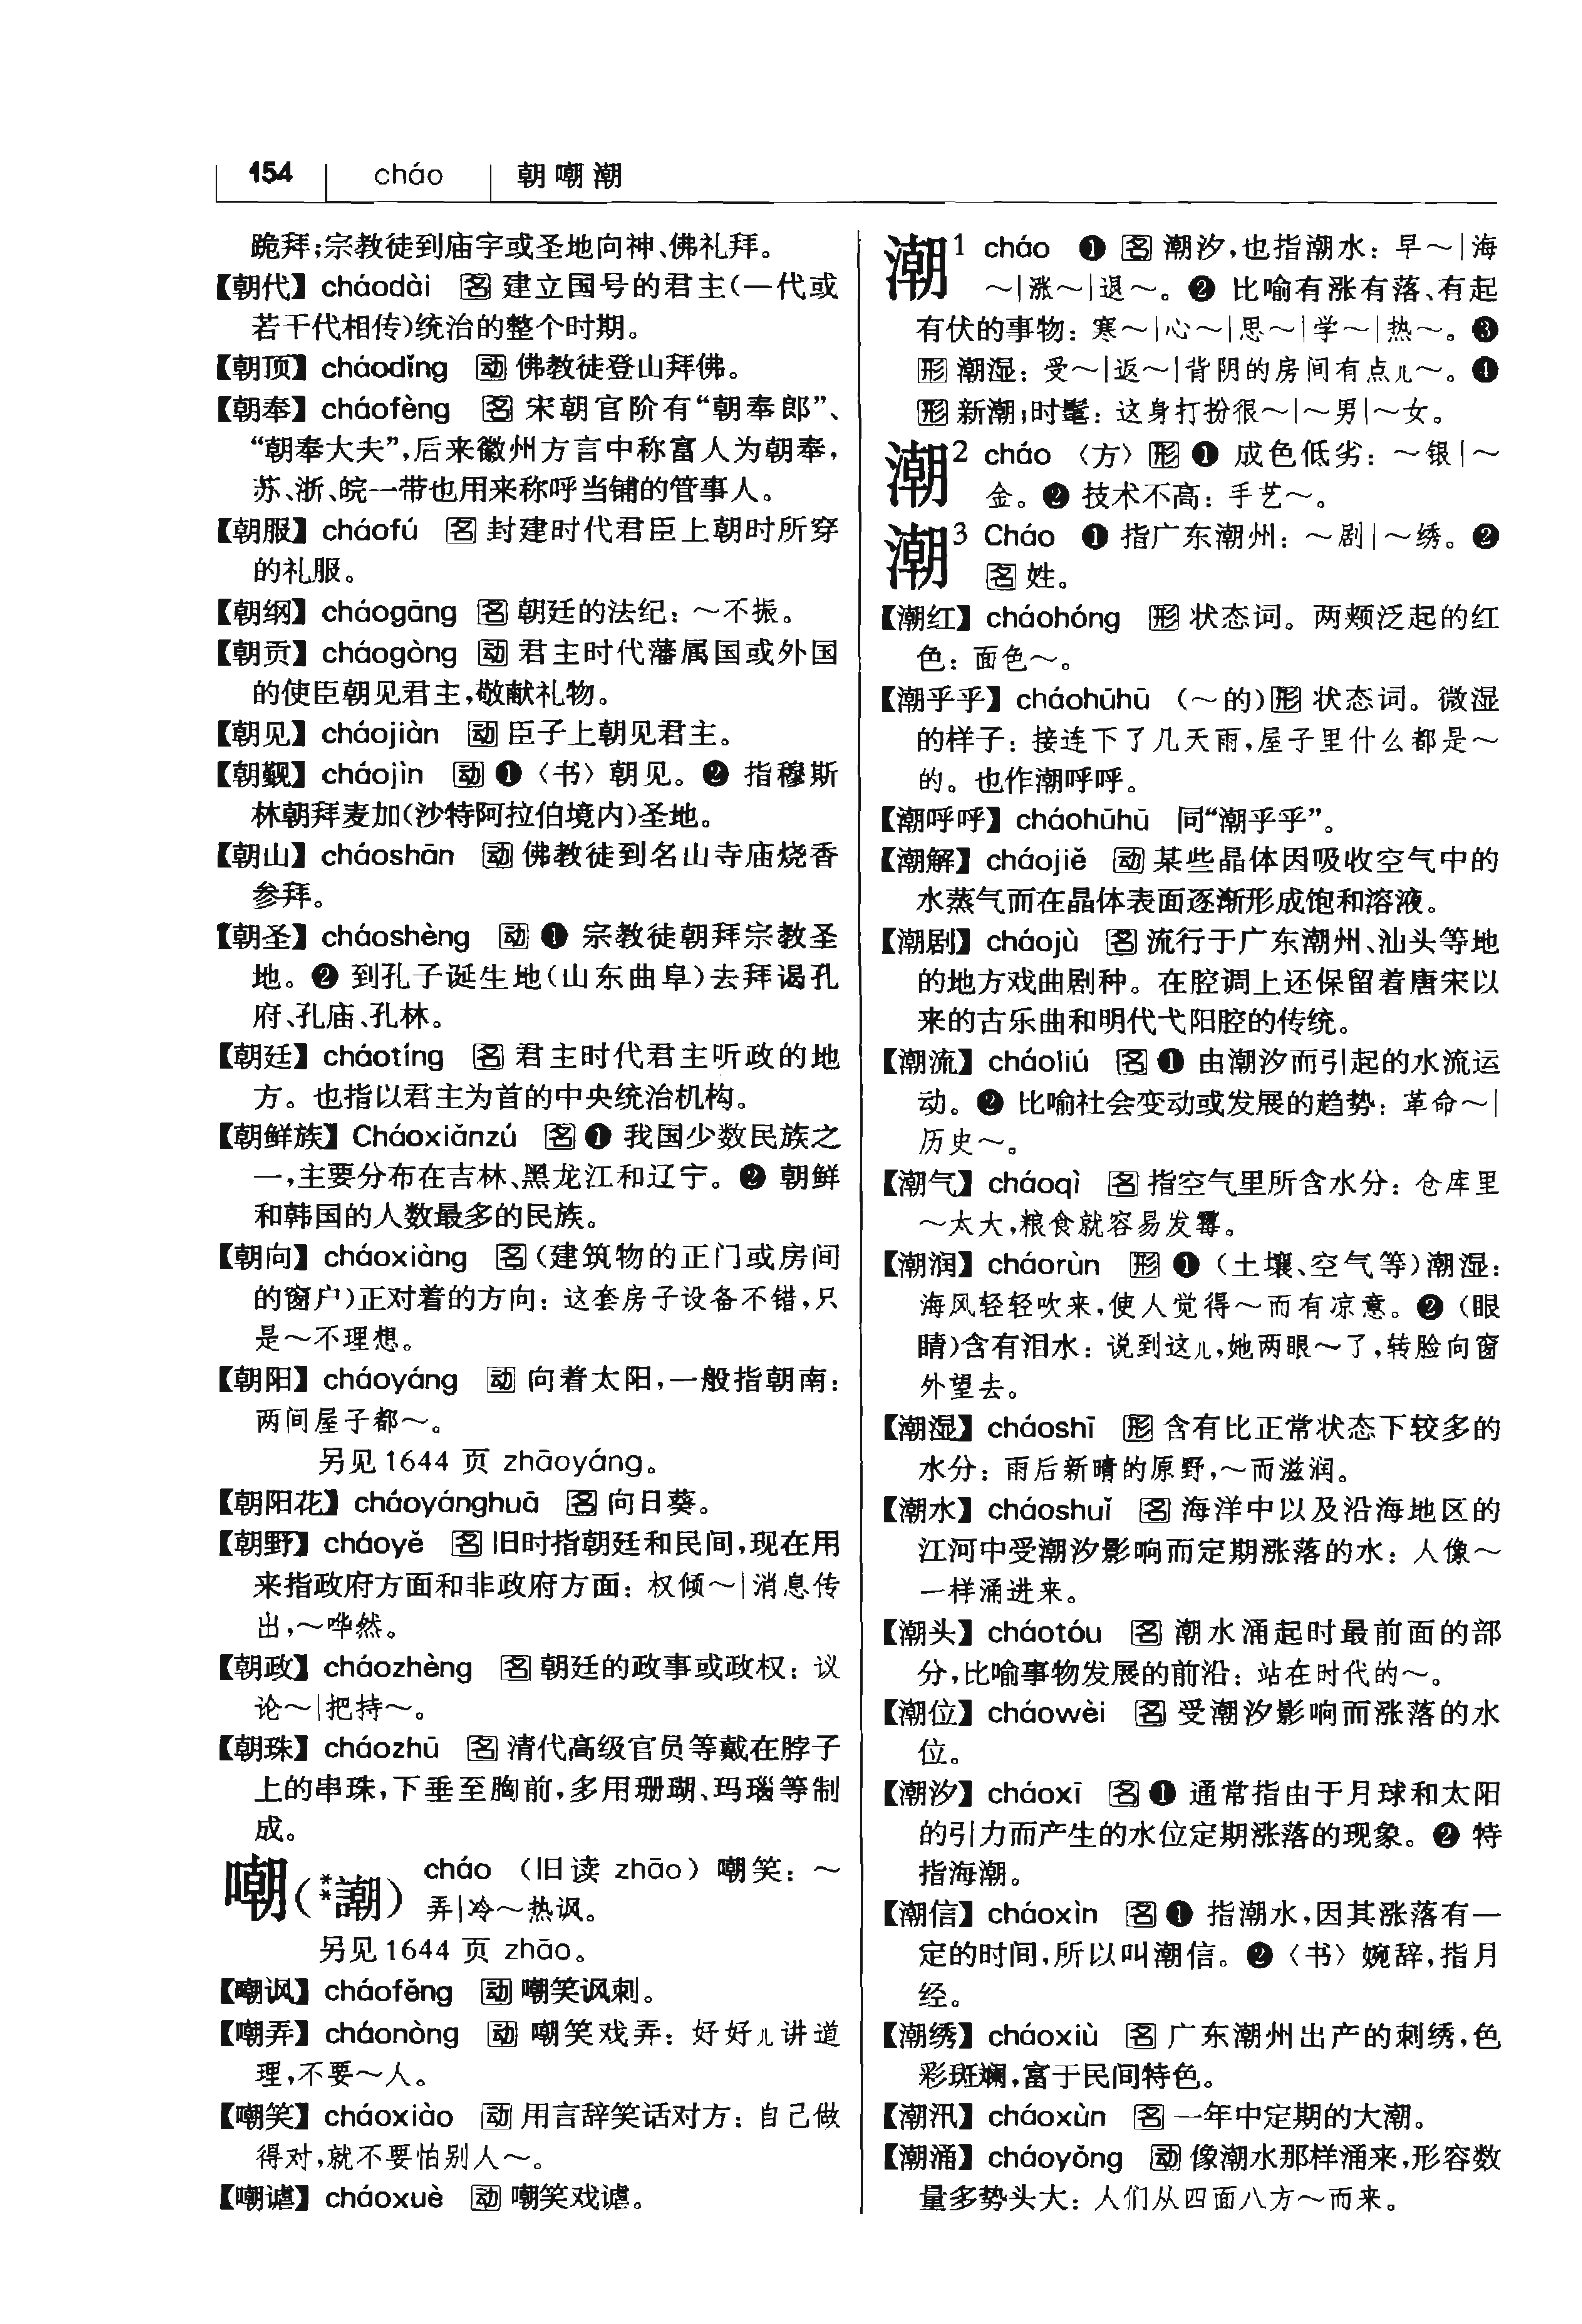 154 cháo 朝嘲潮
跪拜;宗教徒到庙宇或圣地向神、佛礼拜。
【朝代】cháodài 名 建立国号的君主(一代或
若干代相传)统治的整个时期。
【朝顶】cháodǐng 动 佛教徒登山拜佛。
【朝奉】cháofèng 名 宋朝官阶有“朝奉郎”、
“朝奉大夫”,后来徽州方言中称富人为朝奉,
苏、浙、皖一带也用来称呼当铺的管事人。
【朝服】cháofú 名 封建时代君臣上朝时所穿
的礼服。
【朝纲】cháogāng 名 朝廷的法纪：～不振。
【朝贡】cháogòng 动 君主时代藩属国或外国
的使臣朝见君主,敬献礼物。
【朝见】cháojiàn 动 臣子上朝见君主。
【朝觐】cháojìn 动 ❶〈书〉朝见。❷ 指穆斯
林朝拜麦加(沙特阿拉伯境内)圣地。
【朝山】cháoshān 动 佛教徒到名山寺庙烧香
参拜。
【朝圣】cháoshèng 动 ❶ 宗教徒朝拜宗教圣
地。❷ 到孔子诞生地(山东曲阜)去拜谒孔
府、孔庙、孔林。
【朝廷】cháotíng 名 君主时代君主听政的地
方。也指以君主为首的中央统治机构。
【朝鲜族】Cháoxiǎnzú 名 ❶ 我国少数民族之
一,主要分布在吉林、黑龙江和辽宁。❷ 朝鲜
和韩国的人数最多的民族。
【朝向】cháoxiàng 名 (建筑物的正门或房间
的窗户)正对着的方向：这套房子设备不错,只
是～不理想。
【朝阳】cháoyáng 动 向着太阳,一般指朝南：
两间屋子都～。
另见1644 页 zhāoyáng。
【朝阳花】cháoyánghuā 名 向日葵。
【朝野】cháoyě 名 旧时指朝廷和民间,现在用
来指政府方面和非政府方面：权倾～|消息传
出,～哗然。
【朝政】cháozhèng 名 朝廷的政事或政权：议
论～|把持～。
【朝珠】cháozhū 名 清代高级官员等戴在脖子
上的串珠,下垂至胸前,多用珊瑚、玛瑙等制
成。
嘲(**謿) cháo （旧读 zhāo）嘲笑：～
弄|冷～热讽。
另见1644 页 zhāo。
【嘲讽】cháofěng 动 嘲笑讽刺。
【嘲弄】cháonòng 动 嘲笑戏弄：好好儿讲道
理,不要～人。
【嘲笑】cháoxiào 动 用言辞笑话对方：自己做
得对,就不要怕别人～。
【嘲谑】cháoxuè 动 嘲笑戏谑。
潮1 cháo ❶ 名 潮汐,也指潮水：早～|海
～|涨～|退～。❷ 比喻有涨有落、有起
有伏的事物：寒～|心～|思～|学～|热～。❸
形 潮湿：受～|返～|背阴的房间有点儿～。❹
形 新潮;时髦：这身打扮很～|～男|～女。
潮2 cháo 〈方〉形 ❶ 成色低劣：～银|～
金。❷ 技术不高：手艺～。
潮3 Cháo ❶ 指广东潮州：～剧|～绣。❷
名 姓。
【潮红】cháohóng 形 状态词。两颊泛起的红
色：面色～。
【潮乎乎】cháohūhū （～的)形 状态词。微湿
的样子：接连下了几天雨,屋子里什么都是～
的。也作潮呼呼。
【潮呼呼】cháohūhū 同“潮乎乎”。
【潮解】cháojiě 动 某些晶体因吸收空气中的
水蒸气而在晶体表面逐渐形成饱和溶液。
【潮剧】cháojù 名 流行于广东潮州、汕头等地
的地方戏曲剧种。在腔调上还保留着唐宋以
来的古乐曲和明代弋阳腔的传统。
【潮流】cháoliú 名 ❶ 由潮汐而引起的水流运
动。❷ 比喻社会变动或发展的趋势：革命～|
历史～。
【潮气】cháoqì 名 指空气里所含水分：仓库里
～太大,粮食就容易发霉。
【潮润】cháorùn 形 ❶（土壤、空气等)潮湿：
海风轻轻吹来,使人觉得～而有凉意。❷（眼
睛)含有泪水：说到这儿,她两眼～了,转脸向窗
外望去。
【潮湿】cháoshī 形 含有比正常状态下较多的
水分：雨后新晴的原野,～而滋润。
【潮水】cháoshuǐ 名 海洋中以及沿海地区的
江河中受潮汐影响而定期涨落的水：人像～
一样涌进来。
【潮头】cháotóu 名 潮水涌起时最前面的部
分,比喻事物发展的前沿：站在时代的～。
【潮位】cháowèi 名 受潮汐影响而涨落的水
位。
【潮汐】cháoxī 名 ❶ 通常指由于月球和太阳
的引力而产生的水位定期涨落的现象。❷ 特
指海潮。
【潮信】cháoxìn 名 ❶ 指潮水,因其涨落有一
定的时间,所以叫潮信。❷〈书〉婉辞,指月
经。
【潮绣】cháoxiù 名 广东潮州出产的刺绣,色
彩斑斓,富于民间特色。
【潮汛】cháoxùn 名 一年中定期的大潮。
【潮涌】cháoyǒng 动 像潮水那样涌来,形容数
量多势头大：人们从四面八方～而来。